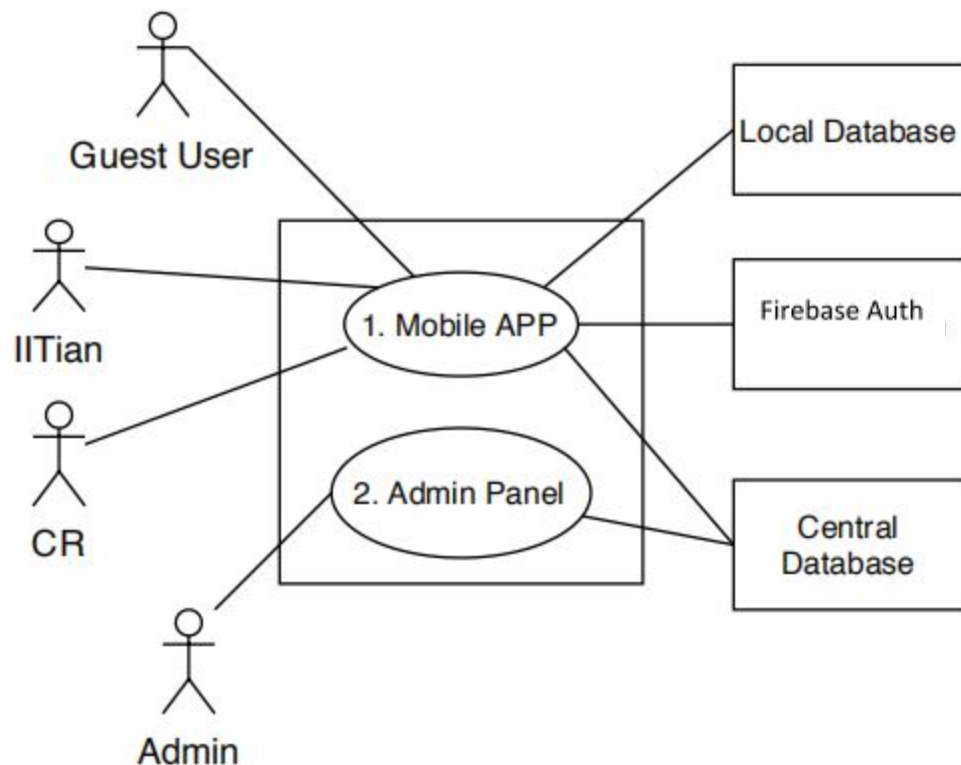 Guest User
Local Database
IITian
1. Mobile APP
Firebase Auth
CR
2. Admin Panel
Central
Database
Admin